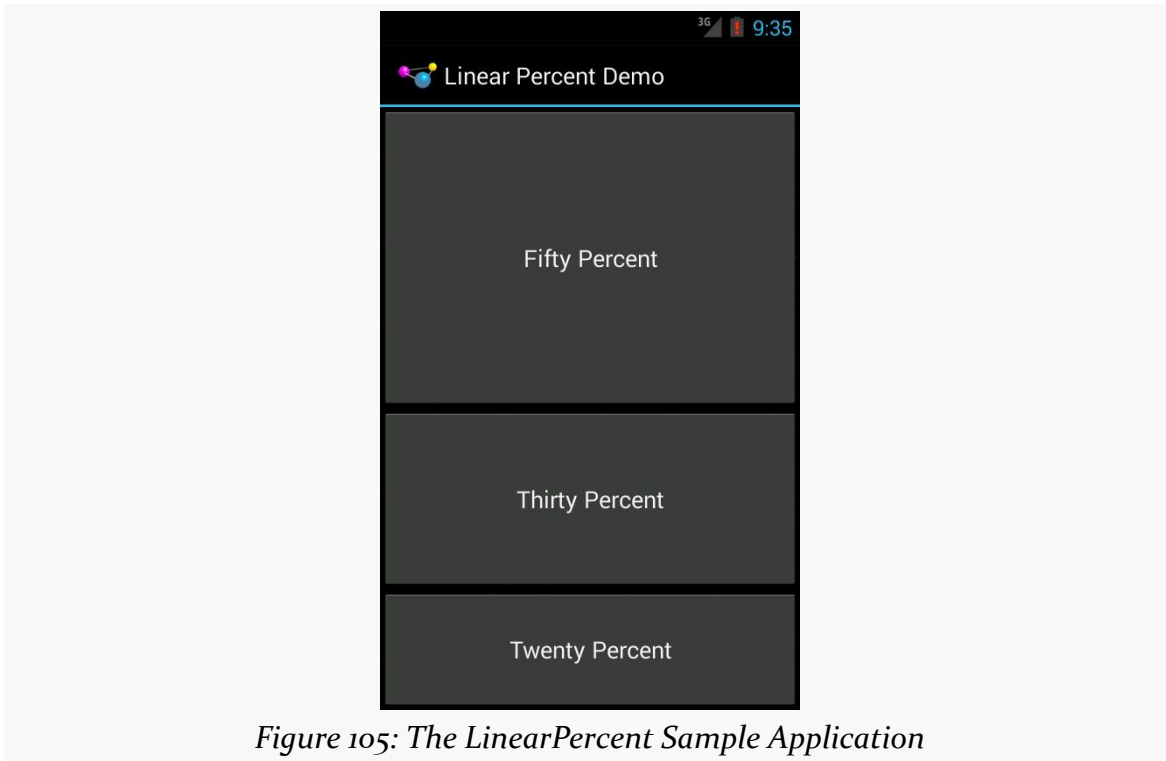 3G 9:35
Linear Percent Demo
Fifty Percent
Thirty Percent
Twenty Percent
Figure 105: The LinearPercent Sample Application